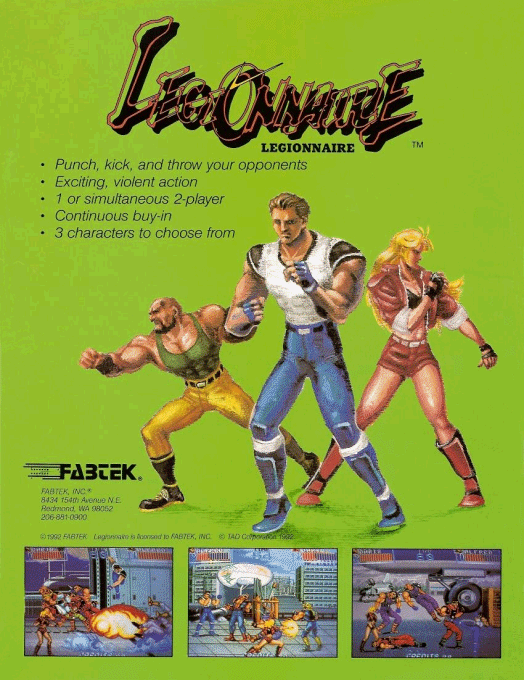 LEGIONNAIRE
LEGIONNAIRE ™
• Punch, kick, and throw your opponents
• Exciting, violent action
• 1 or simultaneous 2-player
• Continuous buy-in
• 3 characters to choose from
FABTEK®
FABTEK, INC.®
8434 154th Avenue N.E.
Redmond, WA 98052
206-881-0900
© 1992 FABTEK Legionnaire is licensed to FABTEK, INC. © TAD Corporation 1992